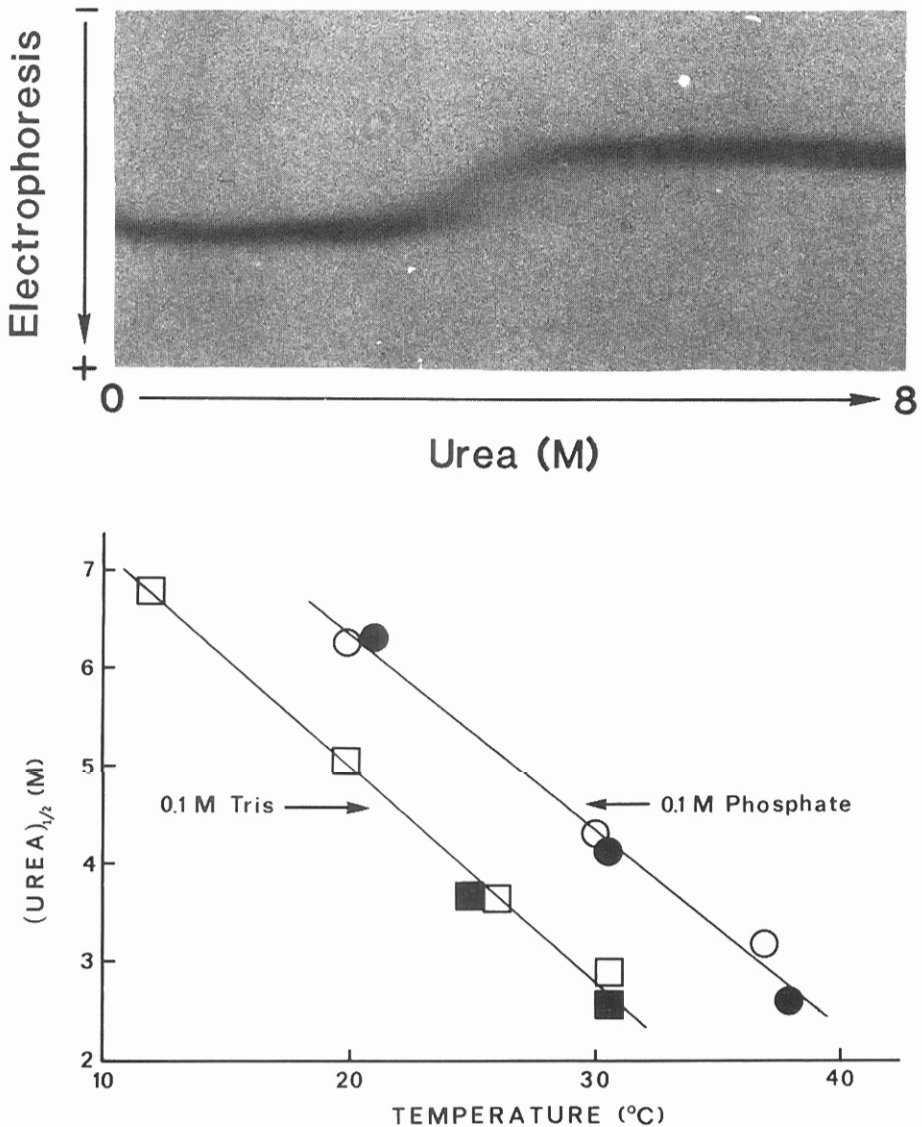 Electrophoresis
−
+
0
8
Urea (M)
7
6
5
4
3
2
(UREA)1/2 (M)
0.1 M Tris
0.1 M Phosphate
10
20
30
40
TEMPERATURE (°C)